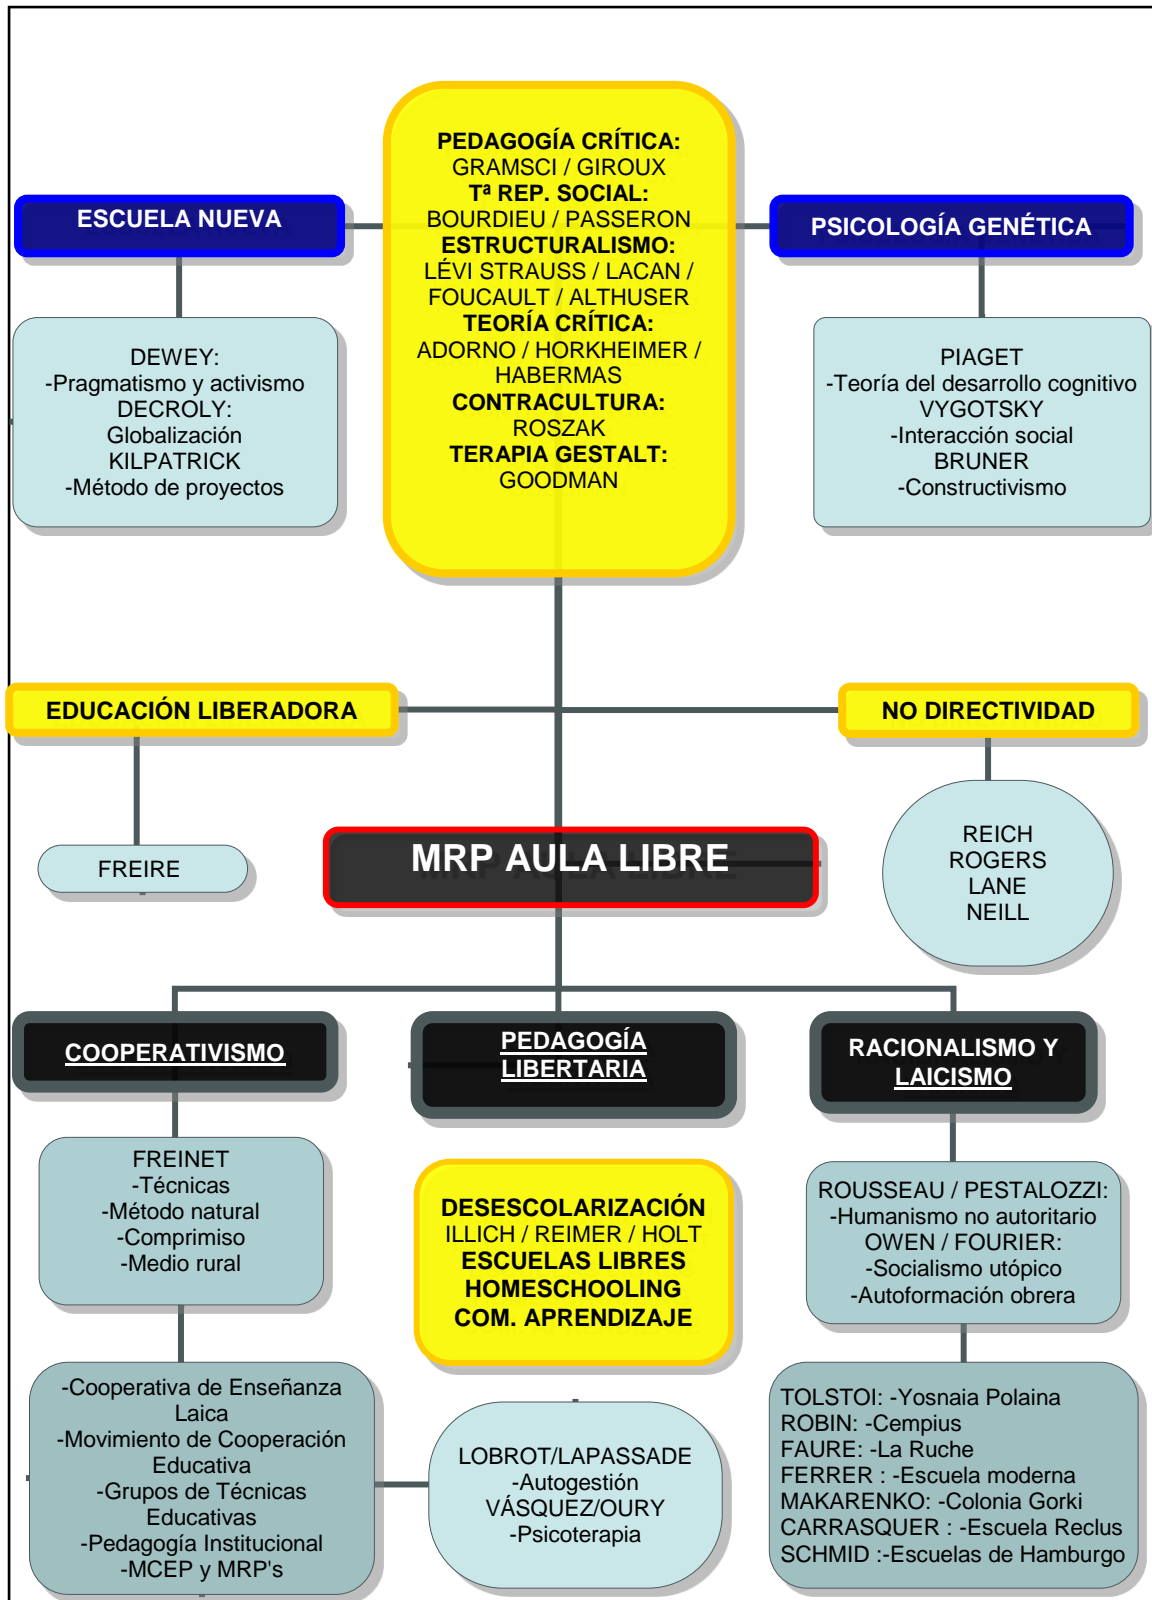 PEDAGOGÍA CRÍTICA:
GRAMSCI / GIROUX
Tª REP. SOCIAL:
BOURDIEU / PASSERON
ESTRUCTURALISMO:
LÉVI STRAUSS / LACAN /
FOUCAULT / ALTHUSER
TEORÍA CRÍTICA:
ADORNO / HORKHEIMER /
HABERMAS
CONTRACULTURA:
ROSZAK
TERAPIA GESTALT:
GOODMAN
ESCUELA NUEVA
PSICOLOGÍA GENÉTICA
DEWEY:
-Pragmatismo y activismo
DECROLY:
Globalización
KILPATRICK
-Método de proyectos
PIAGET
-Teoría del desarrollo cognitivo
VYGOTSKY
-Interacción social
BRUNER
-Constructivismo
EDUCACIÓN LIBERADORA
NO DIRECTIVIDAD
FREIRE
MRP AULA LIBRE
REICH
ROGERS
LANE
NEILL
COOPERATIVISMO
PEDAGOGÍA
LIBERTARIA
RACIONALISMO Y
LAICISMO
FREINET
-Técnicas
-Método natural
-Comprimiso
-Medio rural
DESESCOLARIZACIÓN
ILLICH / REIMER / HOLT
ESCUELAS LIBRES
HOMESCHOOLING
COM. APRENDIZAJE
ROUSSEAU / PESTALOZZI:
-Humanismo no autoritario
OWEN / FOURIER:
-Socialismo utópico
-Autoformación obrera
-Cooperativa de Enseñanza
Laica
-Movimiento de Cooperación
Educativa
-Grupos de Técnicas
Educativas
-Pedagogía Institucional
-MCEP y MRP's
LOBROT/LAPASSADE
-Autogestión
VÁSQUEZ/OURY
-Psicoterapia
TOLSTOI: -Yosnaia Polaina
ROBIN: -Cempius
FAURE: -La Ruche
FERRER : -Escuela moderna
MAKARENKO: -Colonia Gorki
CARRASQUER : -Escuela Reclus
SCHMID :-Escuelas de Hamburgo